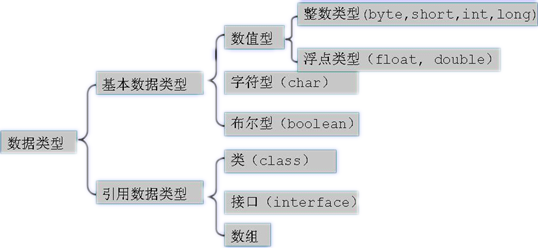 数据类型
基本数据类型
数值型
整数类型(byte,short,int,long)
浮点类型(float, double)
字符型(char)
布尔型(boolean)
引用数据类型
类(class)
接口(interface)
数组